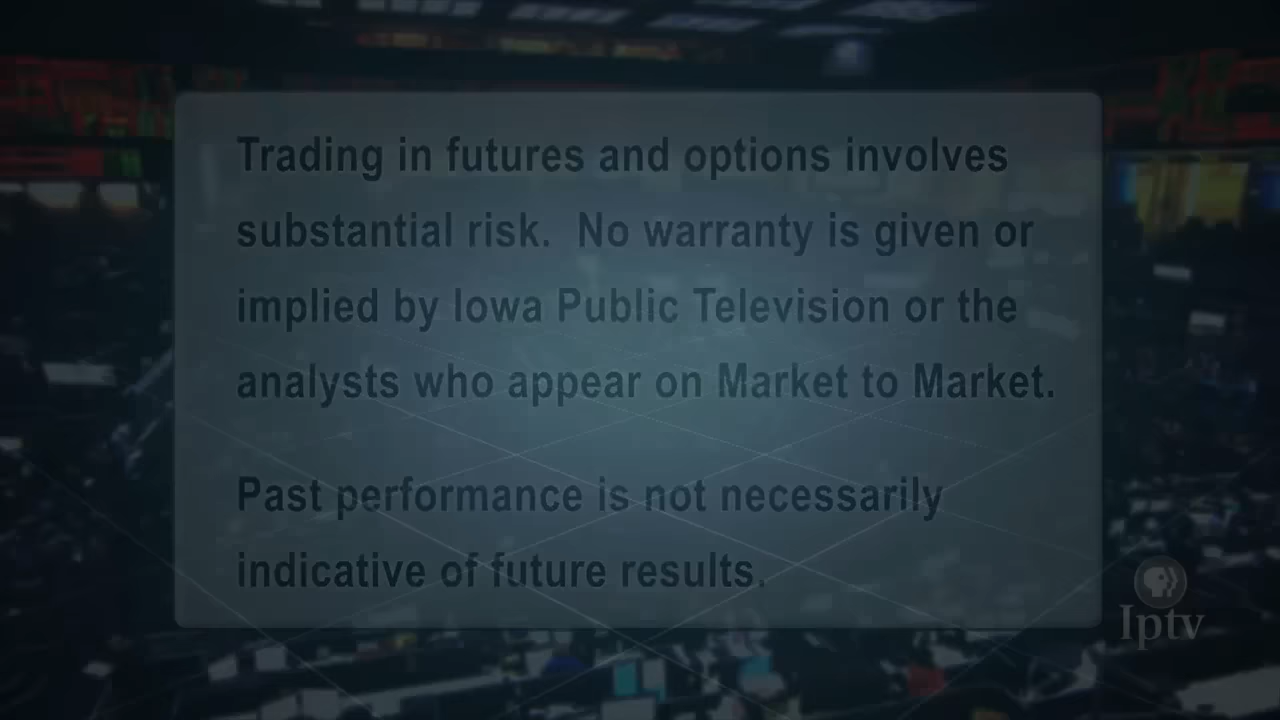 Trading in futures and options involves
substantial risk.  No warranty is given or
implied by Iowa Public Television or the
analysts who appear on Market to Market.
Past performance is not necessarily
indicative of future results.
Iptv